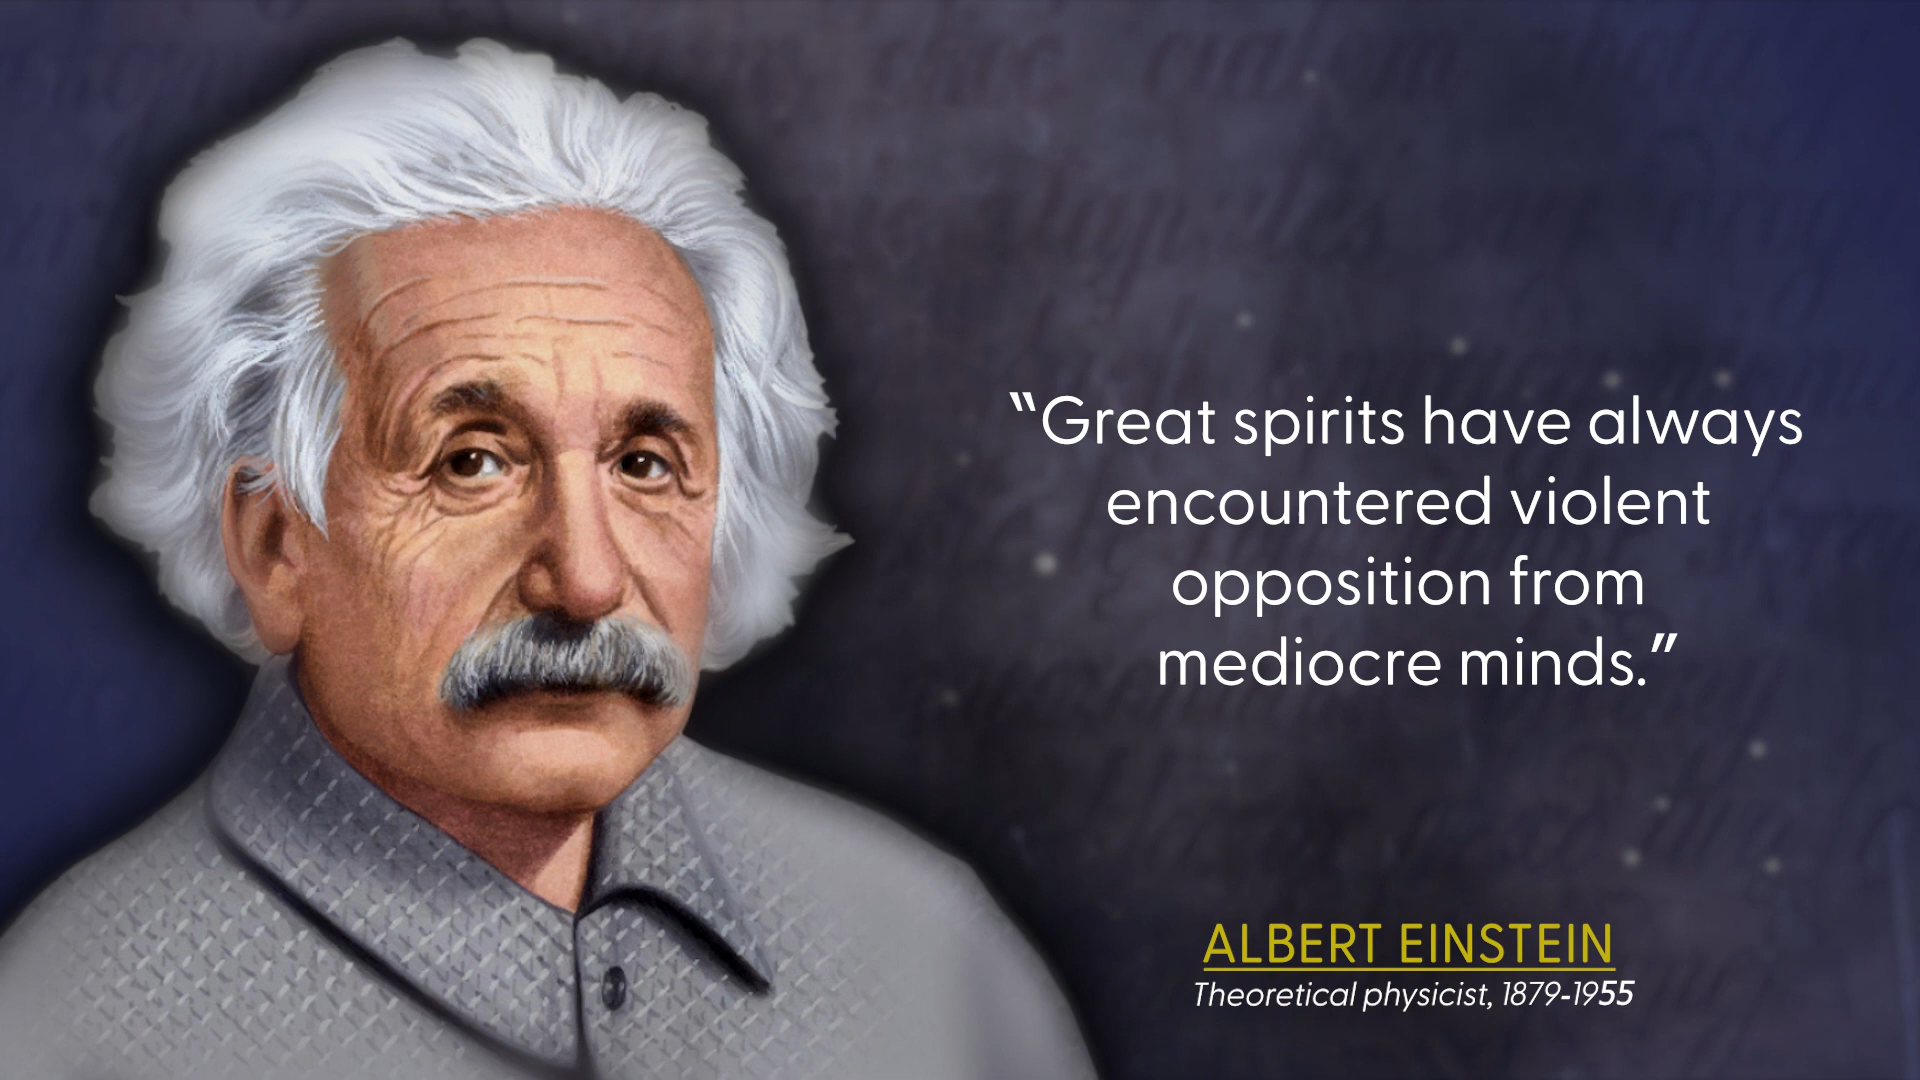 “Great spirits have always
encountered violent
opposition from
mediocre minds.”
ALBERT EINSTEIN
Theoretical physicist, 1879-1955